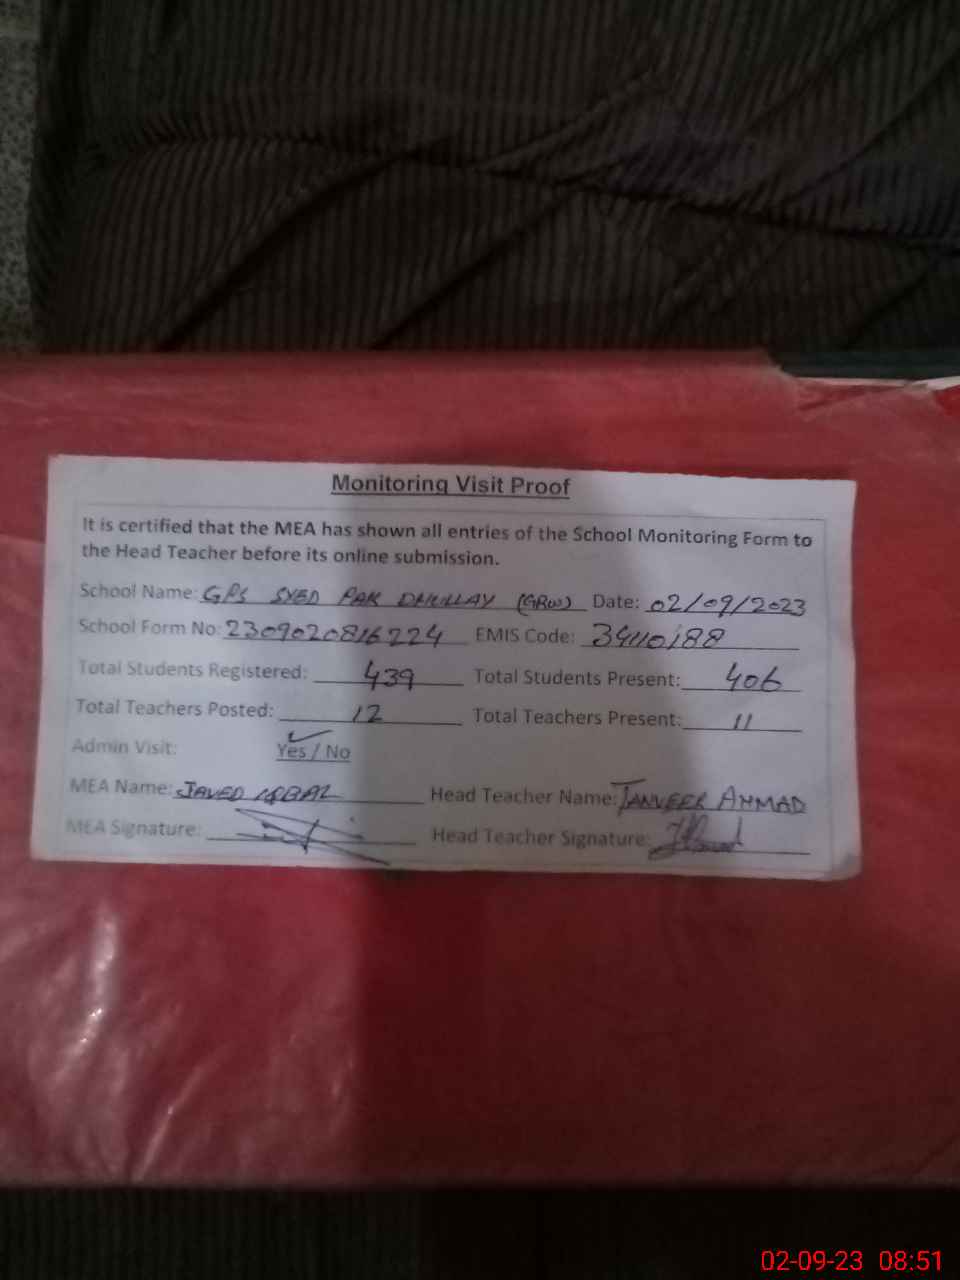 Monitoring Visit Proof
It is certified that the MEA has shown all entries of the School Monitoring Form to
the Head Teacher before its online submission.
School Name: GPS SYED PAK DHULLAY (GRW) Date: 02/09/2023
School Form No: 2309020816224 EMIS Code: 34110188
Total Students Registered: 439 Total Students Present: 406
Total Teachers Posted: 12 Total Teachers Present: 11
Admin Visit: Yes / No
MEA Name: JAVED IQBAL Head Teacher Name: TANVEER AHMAD
MEA Signature: Head Teacher Signature:
02-09-23 08:51